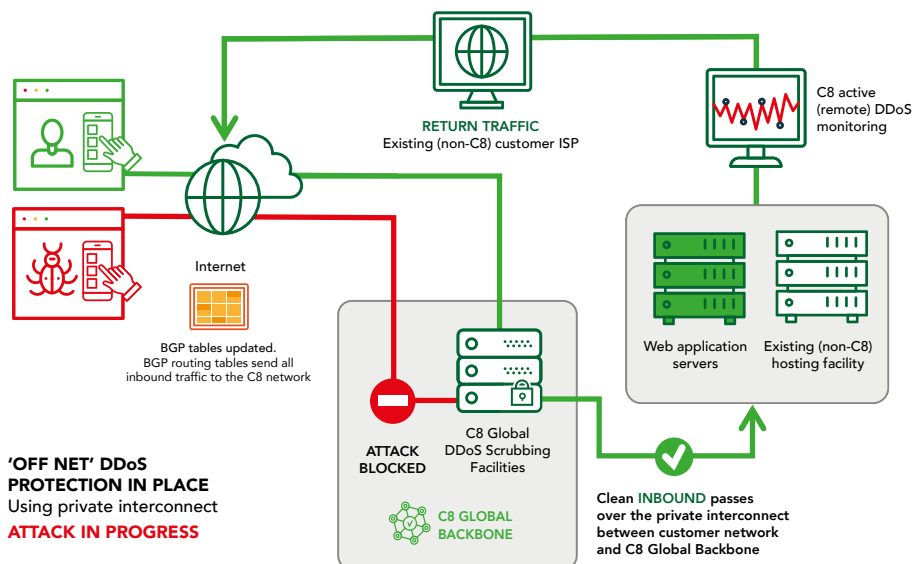 RETURN TRAFFIC
Existing (non-C8) customer ISP
C8 active
(remote) DDoS
monitoring
Internet
BGP tables updated.
BGP routing tables send all
inbound traffic to the C8 network
Web application
servers
Existing (non-C8)
hosting facility
ATTACK
BLOCKED
C8 Global
DDoS Scrubbing
Facilities
C8 GLOBAL
BACKBONE
'OFF NET' DDoS
PROTECTION IN PLACE
Using private interconnect
ATTACK IN PROGRESS
Clean INBOUND passes
over the private interconnect
between customer network
and C8 Global Backbone